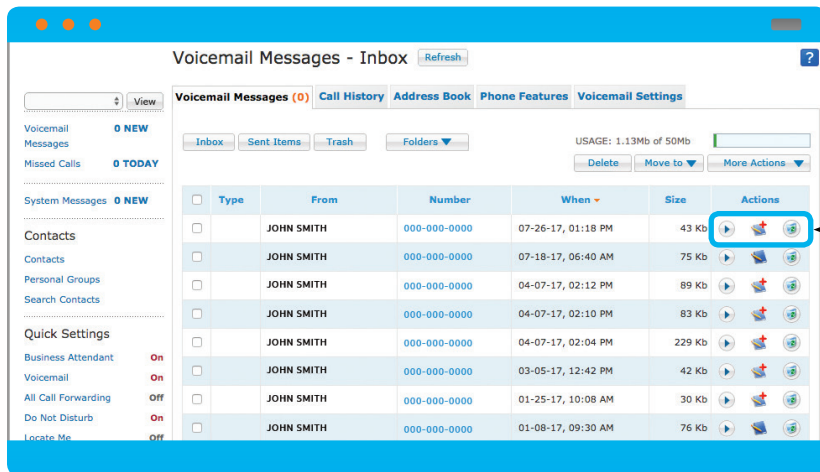 Voicemail Messages - Inbox Refresh ?
View
Voicemail Messages (0) Call History Address Book Phone Features Voicemail Settings
Voicemail Messages 0 NEW
Missed Calls 0 TODAY
System Messages 0 NEW
Contacts
Contacts
Personal Groups
Search Contacts
Quick Settings
Business Attendant On
Voicemail On
All Call Forwarding Off
Do Not Disturb On
Locate Me Off
Inbox Sent Items Trash Folders USAGE: 1.13Mb of 50Mb
Delete Move to More Actions
Type From Number When Size Actions
JOHN SMITH 000-000-0000 07-26-17, 01:18 PM 43 Kb
JOHN SMITH 000-000-0000 07-18-17, 06:40 AM 75 Kb
JOHN SMITH 000-000-0000 04-07-17, 02:12 PM 89 Kb
JOHN SMITH 000-000-0000 04-07-17, 02:10 PM 83 Kb
JOHN SMITH 000-000-0000 04-07-17, 02:04 PM 229 Kb
JOHN SMITH 000-000-0000 03-05-17, 12:42 PM 42 Kb
JOHN SMITH 000-000-0000 01-25-17, 10:08 AM 30 Kb
JOHN SMITH 000-000-0000 01-08-17, 09:30 AM 76 Kb